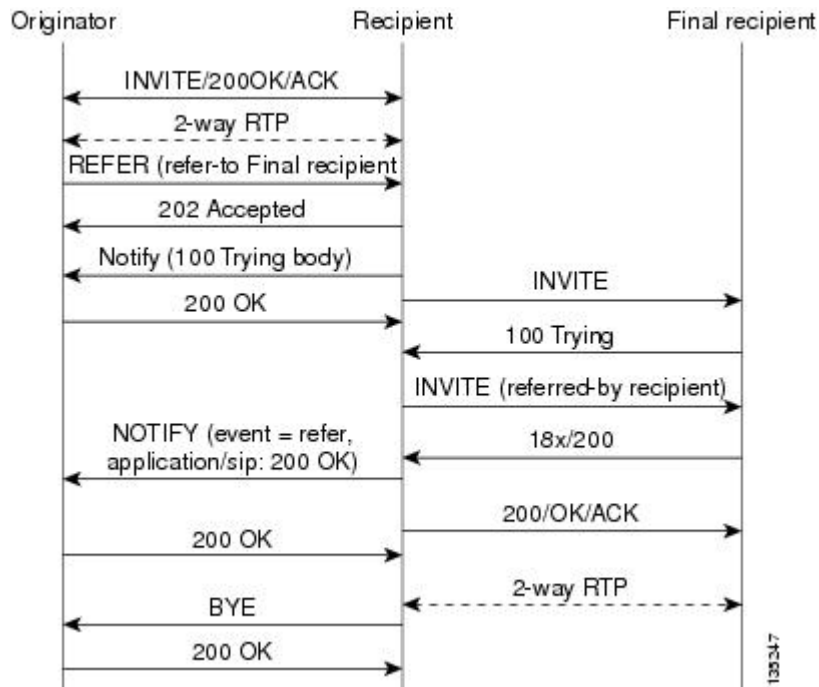 Originator
Recipient
Final recipient
INVITE/200OK/ACK
2-way RTP
REFER (refer-to Final recipient
202 Accepted
Notify (100 Trying body)
INVITE
200 OK
100 Trying
INVITE (referred-by recipient)
NOTIFY (event = refer,
application/sip: 200 OK)
18x/200
200/OK/ACK
200 OK
2-way RTP
BYE
200 OK
135247